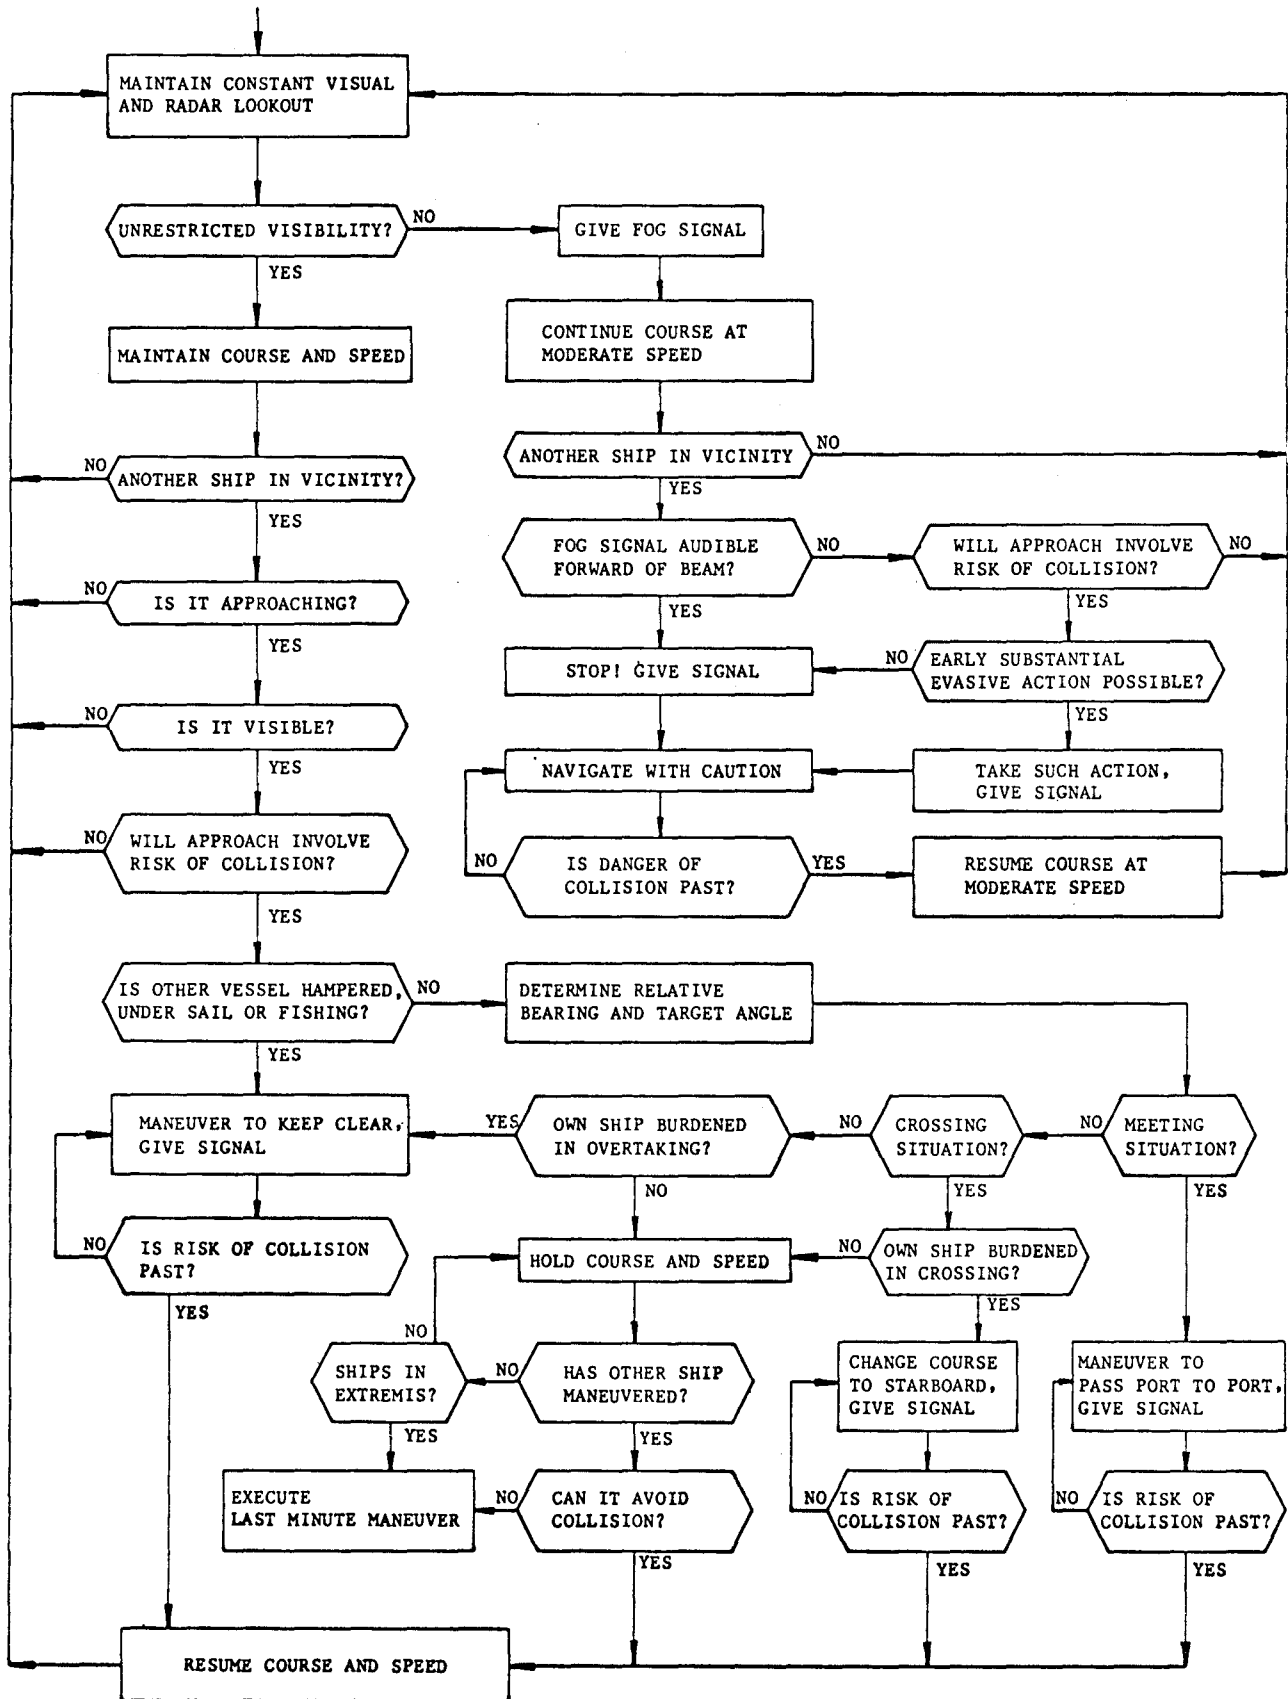 MAINTAIN CONSTANT VISUAL
AND RADAR LOOKOUT
UNRESTRICTED VISIBILITY?
NO
GIVE FOG SIGNAL
YES
CONTINUE COURSE AT
MODERATE SPEED
MAINTAIN COURSE AND SPEED
ANOTHER SHIP IN VICINITY
NO
YES
NO
ANOTHER SHIP IN VICINITY?
YES
FOG SIGNAL AUDIBLE
FORWARD OF BEAM?
NO
WILL APPROACH INVOLVE
RISK OF COLLISION?
NO
YES
YES
NO
IS IT APPROACHING?
YES
STOP! GIVE SIGNAL
NO
EARLY SUBSTANTIAL
EVASIVE ACTION POSSIBLE?
YES
NO
IS IT VISIBLE?
YES
NAVIGATE WITH CAUTION
TAKE SUCH ACTION,
GIVE SIGNAL
NO
WILL APPROACH INVOLVE
RISK OF COLLISION?
YES
NO
IS DANGER OF
COLLISION PAST?
YES
RESUME COURSE AT
MODERATE SPEED
IS OTHER VESSEL HAMPERED,
UNDER SAIL OR FISHING?
NO
YES
DETERMINE RELATIVE
BEARING AND TARGET ANGLE
MANEUVER TO KEEP CLEAR,
GIVE SIGNAL
YES
OWN SHIP BURDENED
IN OVERTAKING?
NO
NO
CROSSING
SITUATION?
YES
NO
MEETING
SITUATION?
YES
NO
IS RISK OF COLLISION
PAST?
YES
HOLD COURSE AND SPEED
NO
OWN SHIP BURDENED
IN CROSSING?
YES
NO
SHIPS IN
EXTREMIS?
YES
NO
HAS OTHER SHIP
MANEUVERED?
YES
CHANGE COURSE
TO STARBOARD,
GIVE SIGNAL
MANEUVER TO
PASS PORT TO PORT,
GIVE SIGNAL
EXECUTE
LAST MINUTE MANEUVER
NO
CAN IT AVOID
COLLISION?
YES
NO
IS RISK OF
COLLISION PAST?
YES
NO
IS RISK OF
COLLISION PAST?
YES
RESUME COURSE AND SPEED